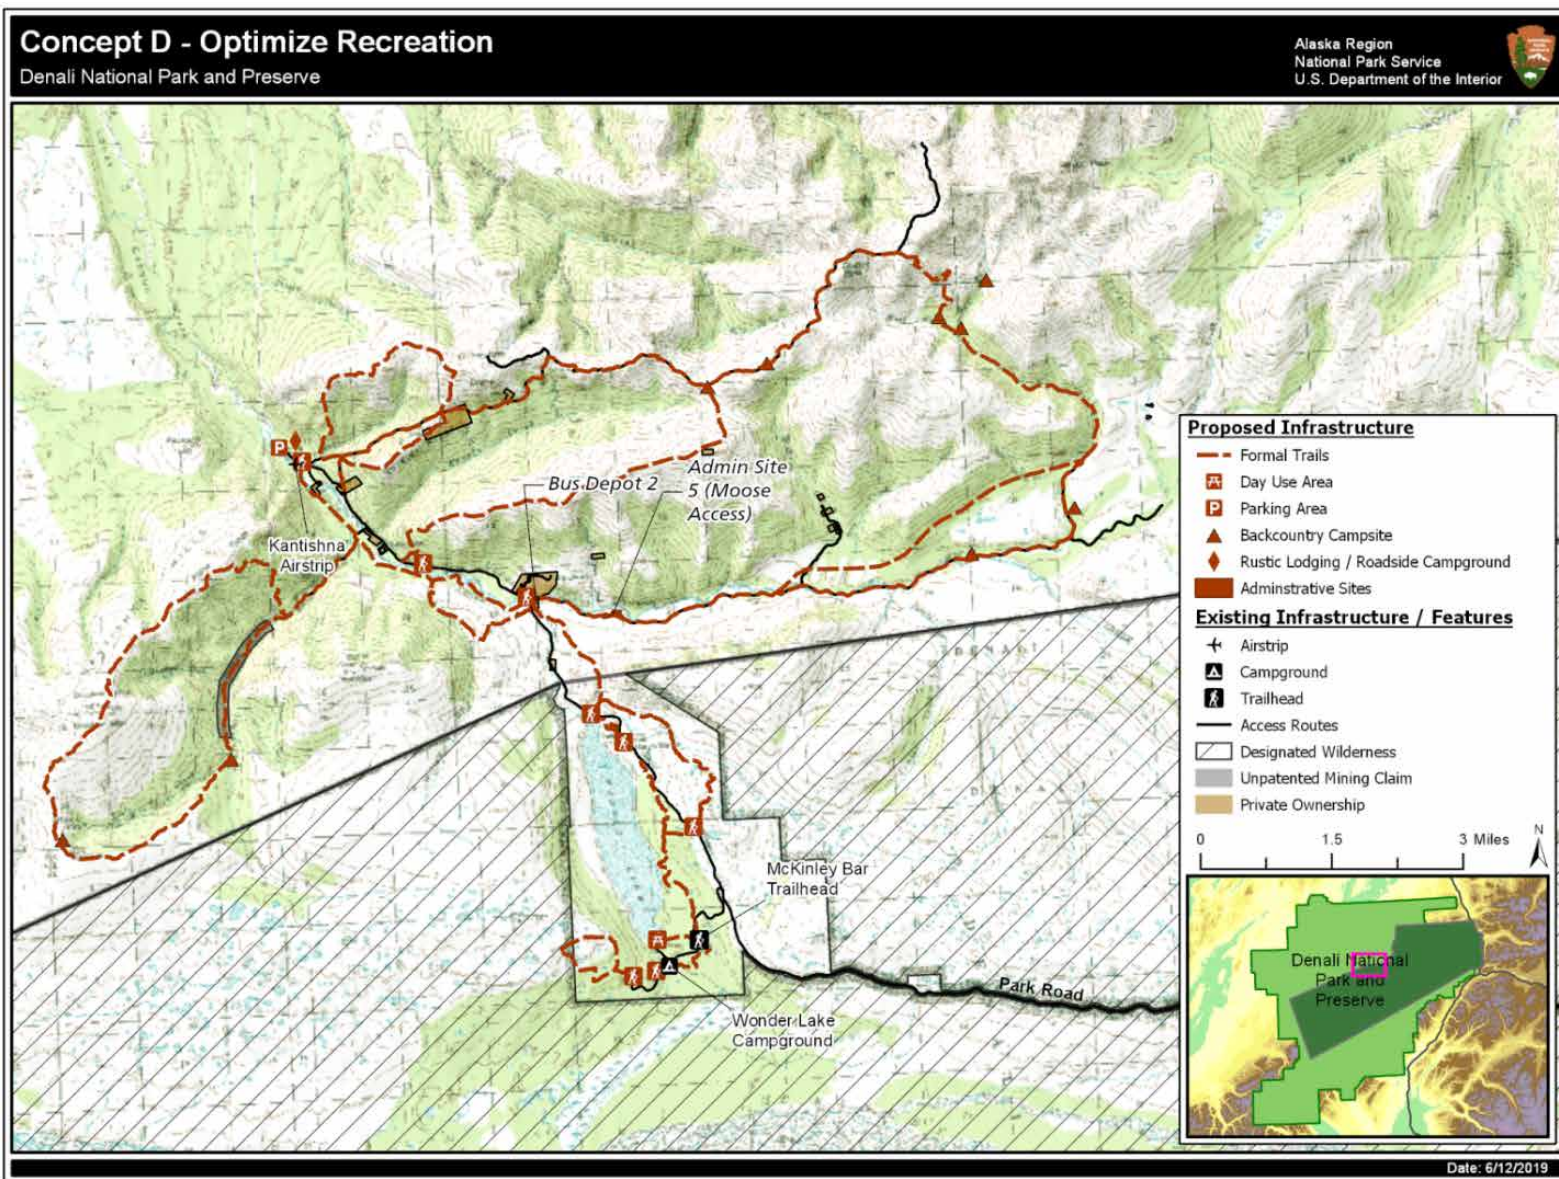 Concept D - Optimize Recreation
Denali National Park and Preserve
Alaska Region
National Park Service
U.S. Department of the Interior
Bus Depot 2
Admin Site
5 (Moose
Access)
Kantishna
Airstrip
McKinley Bar
Trailhead
Wonder Lake
Campground
Park Road
Proposed Infrastructure
Formal Trails
Day Use Area
P
Parking Area
Backcountry Campsite
Rustic Lodging / Roadside Campground
Adminstrative Sites
Existing Infrastructure / Features
Airstrip
Campground
Trailhead
Access Routes
Designated Wilderness
Unpatented Mining Claim
Private Ownership
0 1.5 3 Miles
N
Denali National
Park and
Preserve
P
Date: 6/12/2019